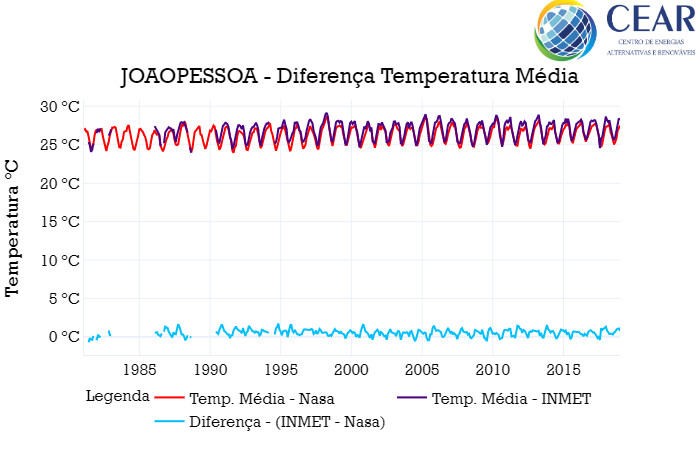 CEAR
CENTRO DE ENERGIAS
ALTERNATIVAS E RENOVÁVEIS
JOAOPESSOA - Diferença Temperatura Média
Temperatura °C
30 °C
25 °C
20 °C
15 °C
10 °C
5 °C
0 °C
1985 1990 1995 2000 2005 2010 2015
Legenda Temp. Média - Nasa Temp. Média - INMET
Diferença - (INMET - Nasa)